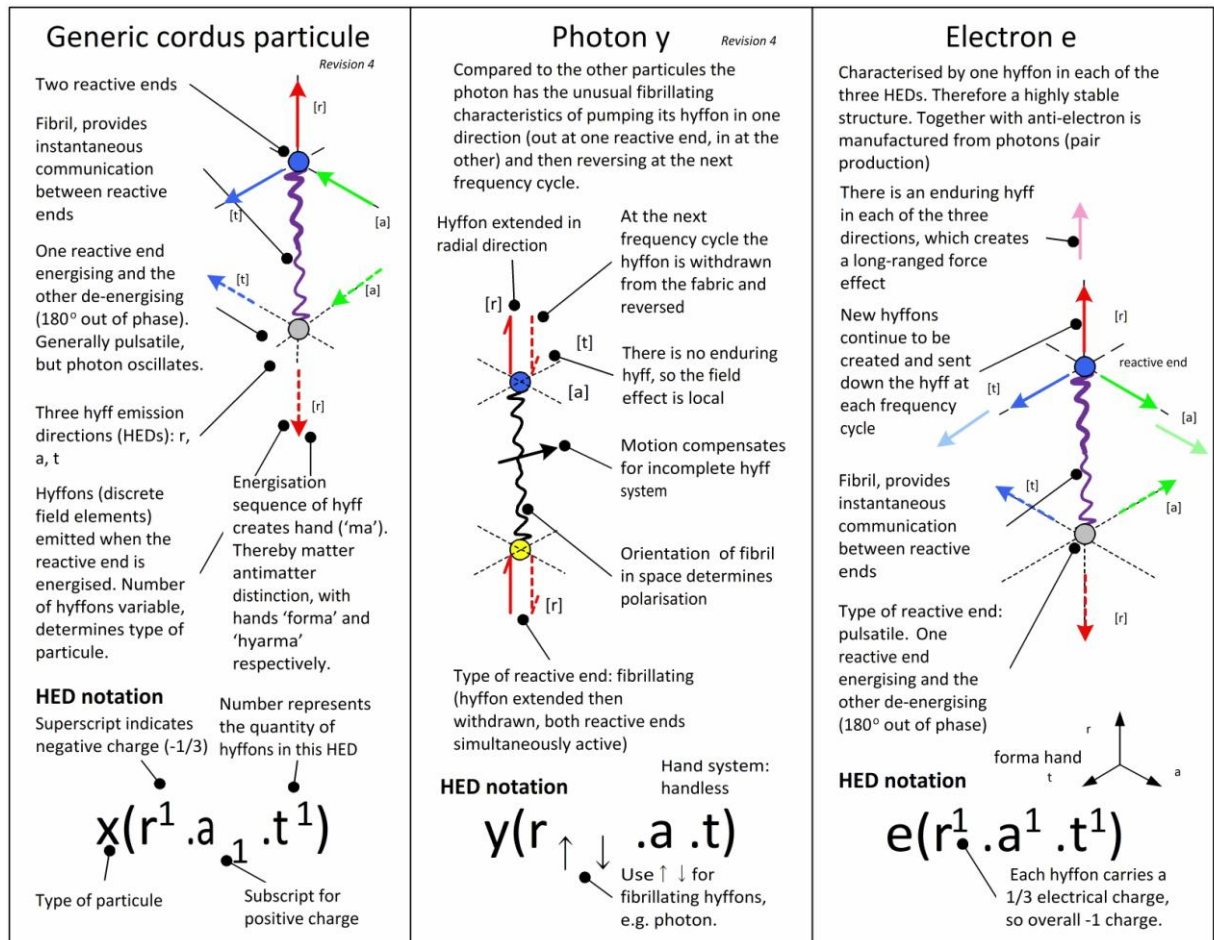 Generic cordus particule
Revision 4
Two reactive ends
[r]
Fibril, provides
instantaneous
communication
between reactive
ends
[t]
[a]
One reactive end
energising and the
other de-energising
(180° out of phase).
Generally pulsatile,
but photon oscillates.
[t]
[a]
Three hyff emission
directions (HEDs): r,
a, t
[r]
Hyffons (discrete
field elements)
emitted when the
reactive end is
energised. Number
of hyffons variable,
determines type of
particule.
Energisation
sequence of hyff
creates hand (‘ma’).
Thereby matter
antimatter
distinction, with
hands ‘forma’ and
‘hyarma’
respectively.
HED notation
Superscript indicates
negative charge (-1/3)
Number represents
the quantity of
hyffons in this HED
x(r¹ .a ₁ .t¹)
Type of particule
Subscript for
positive charge
Photon y
Revision 4
Compared to the other particules the
photon has the unusual fibrillating
characteristics of pumping its hyffon in one
direction (out at one reactive end, in at the
other) and then reversing at the next
frequency cycle.
Hyffon extended in
radial direction
At the next
frequency cycle the
hyffon is withdrawn
from the fabric and
reversed
[r]
[t]
[a]
There is no enduring
hyff, so the field
effect is local
Motion compensates
for incomplete hyff
system
Orientation of fibril
in space determines
polarisation
[r]
Type of reactive end: fibrillating
(hyffon extended then
withdrawn, both reactive ends
simultaneously active)
HED notation
Hand system:
handless
y(r ↑ ↓ .a .t)
Use ↑ ↓ for
fibrillating hyffons,
e.g. photon.
Electron e
Characterised by one hyffon in each of the
three HEDs. Therefore a highly stable
structure. Together with anti-electron is
manufactured from photons (pair
production)
There is an enduring hyff
in each of the three
directions, which creates
a long-ranged force
effect
New hyffons
continue to be
created and sent
down the hyff at
each frequency
cycle
[r]
reactive end
[t]
[a]
Fibril, provides
instantaneous
communication
between reactive
ends
[t]
[a]
Type of reactive end:
pulsatile. One
reactive end
energising and the
other de-energising
(180° out of phase)
[r]
r
forma hand
t
a
HED notation
e(r¹ .a¹ .t¹)
Each hyffon carries a
1/3 electrical charge,
so overall -1 charge.